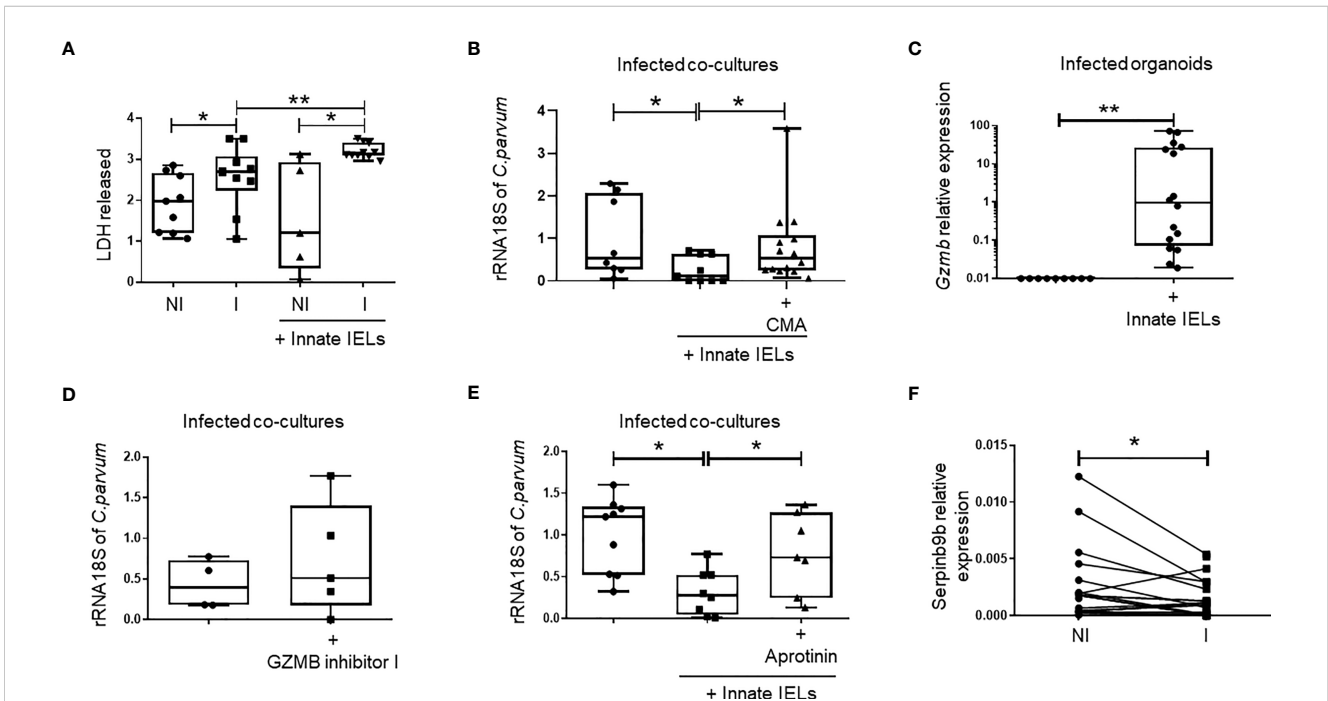 A
LDH released
4
3
2
1
0
*
**
*
NI
I
NI
I
+ Innate IELs
B
Infected co-cultures
rRNA18S of C.parvum
4
3
2
1
0
*
*
+
CMA
+ Innate IELs
C
Infected organoids
Gzmb relative expression
100
10
1
0.1
0.01
**
+
Innate IELs
D
Infected co-cultures
rRNA18S of C.parvum
2.0
1.5
1.0
0.5
0.0
+
GZMB inhibitor I
E
Infected co-cultures
rRNA18S of C.parvum
2.0
1.5
1.0
0.5
0.0
*
*
+
Aprotinin
+ Innate IELs
F
Serpinb9b relative
expression
0.015
0.010
0.005
0.000
*
NI
I